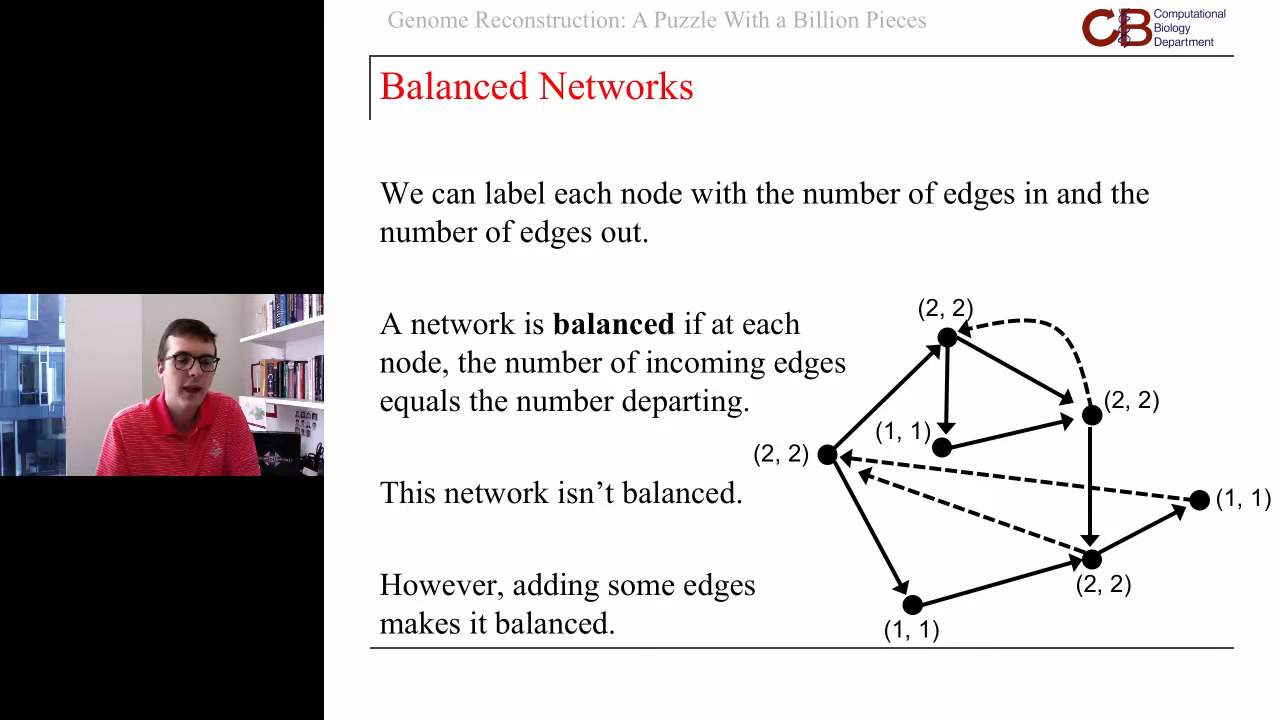 Genome Reconstruction: A Puzzle With a Billion Pieces
CB
Computational
Biology
Department
Balanced Networks
We can label each node with the number of edges in and the
number of edges out.
A network is balanced if at each
node, the number of incoming edges
equals the number departing.
This network isn’t balanced.
However, adding some edges
makes it balanced.
(2, 2)
(2, 2)
(1, 1)
(2, 2)
(1, 1)
(2, 2)
(1, 1)